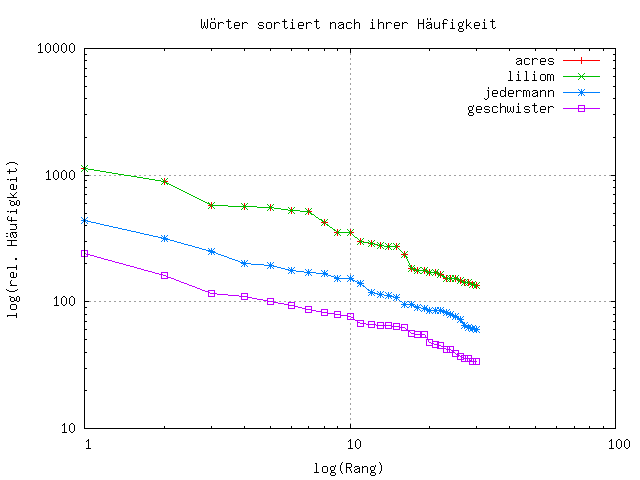 Wörter sortiert nach ihrer Häufigkeit
10000
1000
100
10
log(rel. Häufigkeit)
acres
liliom
jedermann
geschwister
1
10
100
log(Rang)